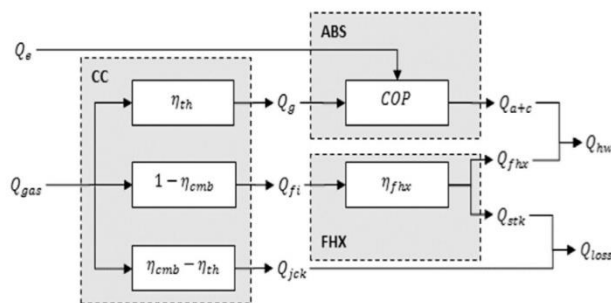 ABS
Q_e
CC
η_th
Q_g
COP
Q_{a+c}
Q_hw
Q_gas
1 − η_cmb
Q_fi
η_fhx
Q_fhx
Q_stk
FHX
η_cmb − η_th
Q_jck
Q_loss